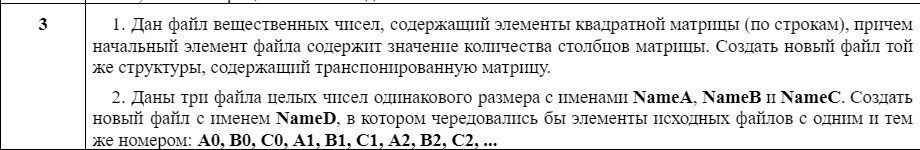 3
1. Дан файл вещественных чисел, содержащий элементы квадратной матрицы (по строкам), причем
начальный элемент файла содержит значение количества столбцов матрицы. Создать новый файл той
же структуры, содержащий транспонированную матрицу.
2. Даны три файла целых чисел одинакового размера с именами NameA, NameB и NameC. Создать
новый файл с именем NameD, в котором чередовались бы элементы исходных файлов с одним и тем
же номером: A0, B0, C0, A1, B1, C1, A2, B2, C2, ...